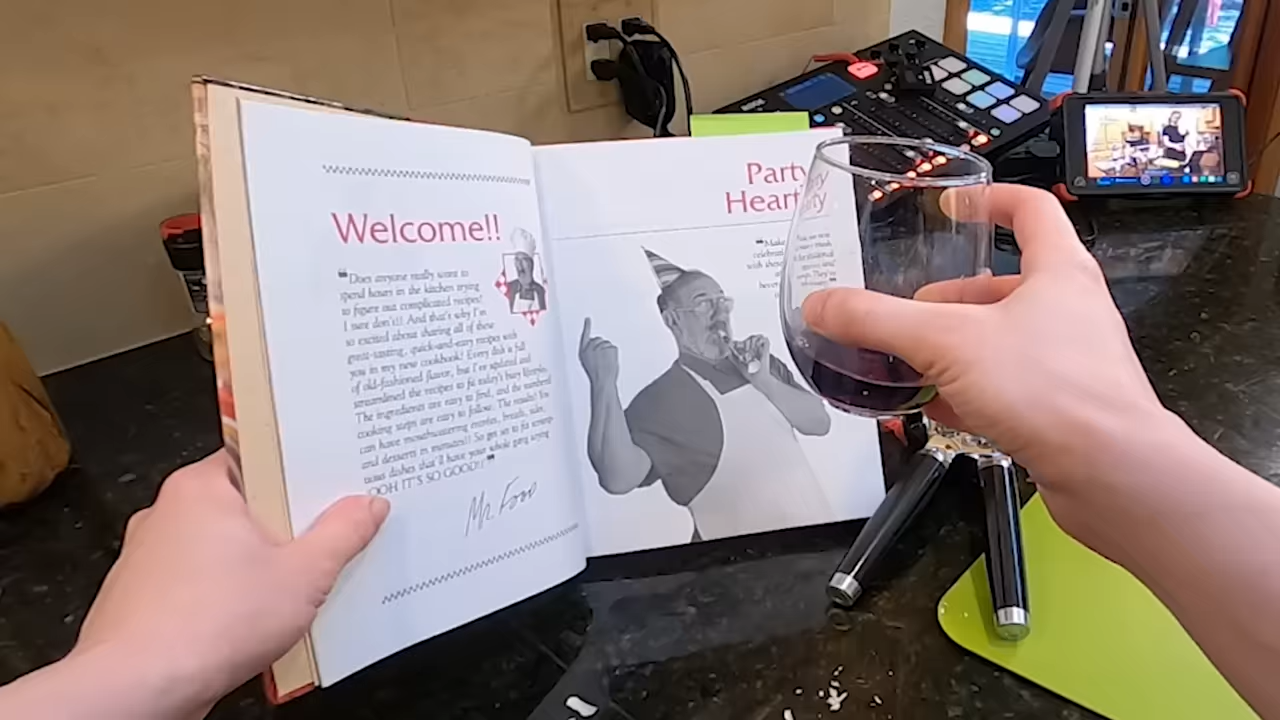 Welcome!!
"Does anyone really want to
spend hours in the kitchen trying
to figure out complicated recipes?
I sure don't!! And that's why I'm
so excited about sharing all of these
great-tasting, quick-and-easy recipes with
you in my new cookbook! Every dish is full
of old-fashioned flavor, but I've updated and
streamlined the recipes to fit today's busy lifestyles.
The ingredients are easy to find, and the numbered
cooking steps are easy to follow. The results? You
can have mouthwatering entrées, breads, sides,
and desserts in minutes!! So get set to fix scrump-
tious dishes that'll have your whole gang saying
OOH IT'S SO GOOD!!"
Mr. Food
Party
Hearty
"Make
celebrati
with these